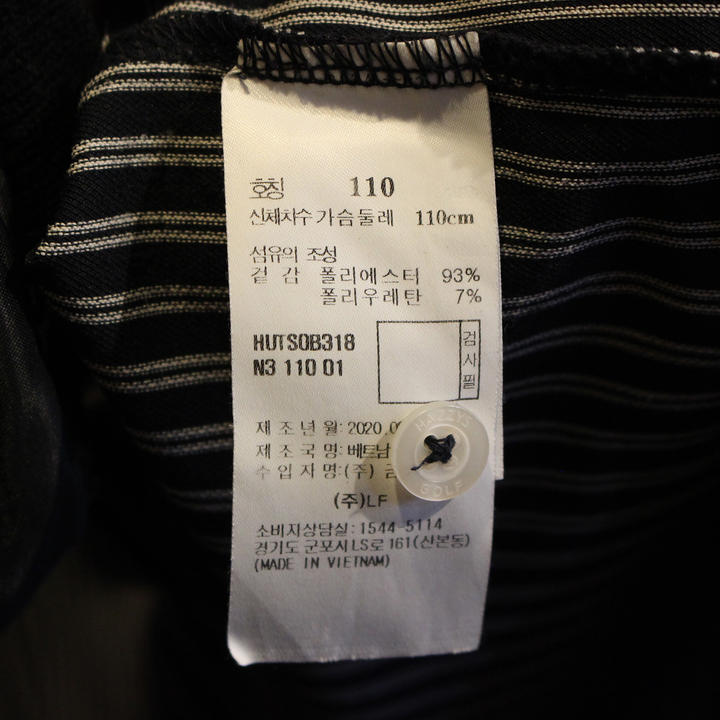 호칭 110
신체치수 가슴둘레 110cm
섬유의 조성
겉 감 폴리에스터 93%
폴리우레탄 7%
HUTS0B318
N3 110 01
검사필
제 조 년 월: 2020.0
제 조 국 명: 베트남
수 입 자 명:(주)
HAZZYS
GOLF
(주)LF
소비자상담실: 1544-5114
경기도 군포시 LS로 161(산본동)
(MADE IN VIETNAM)